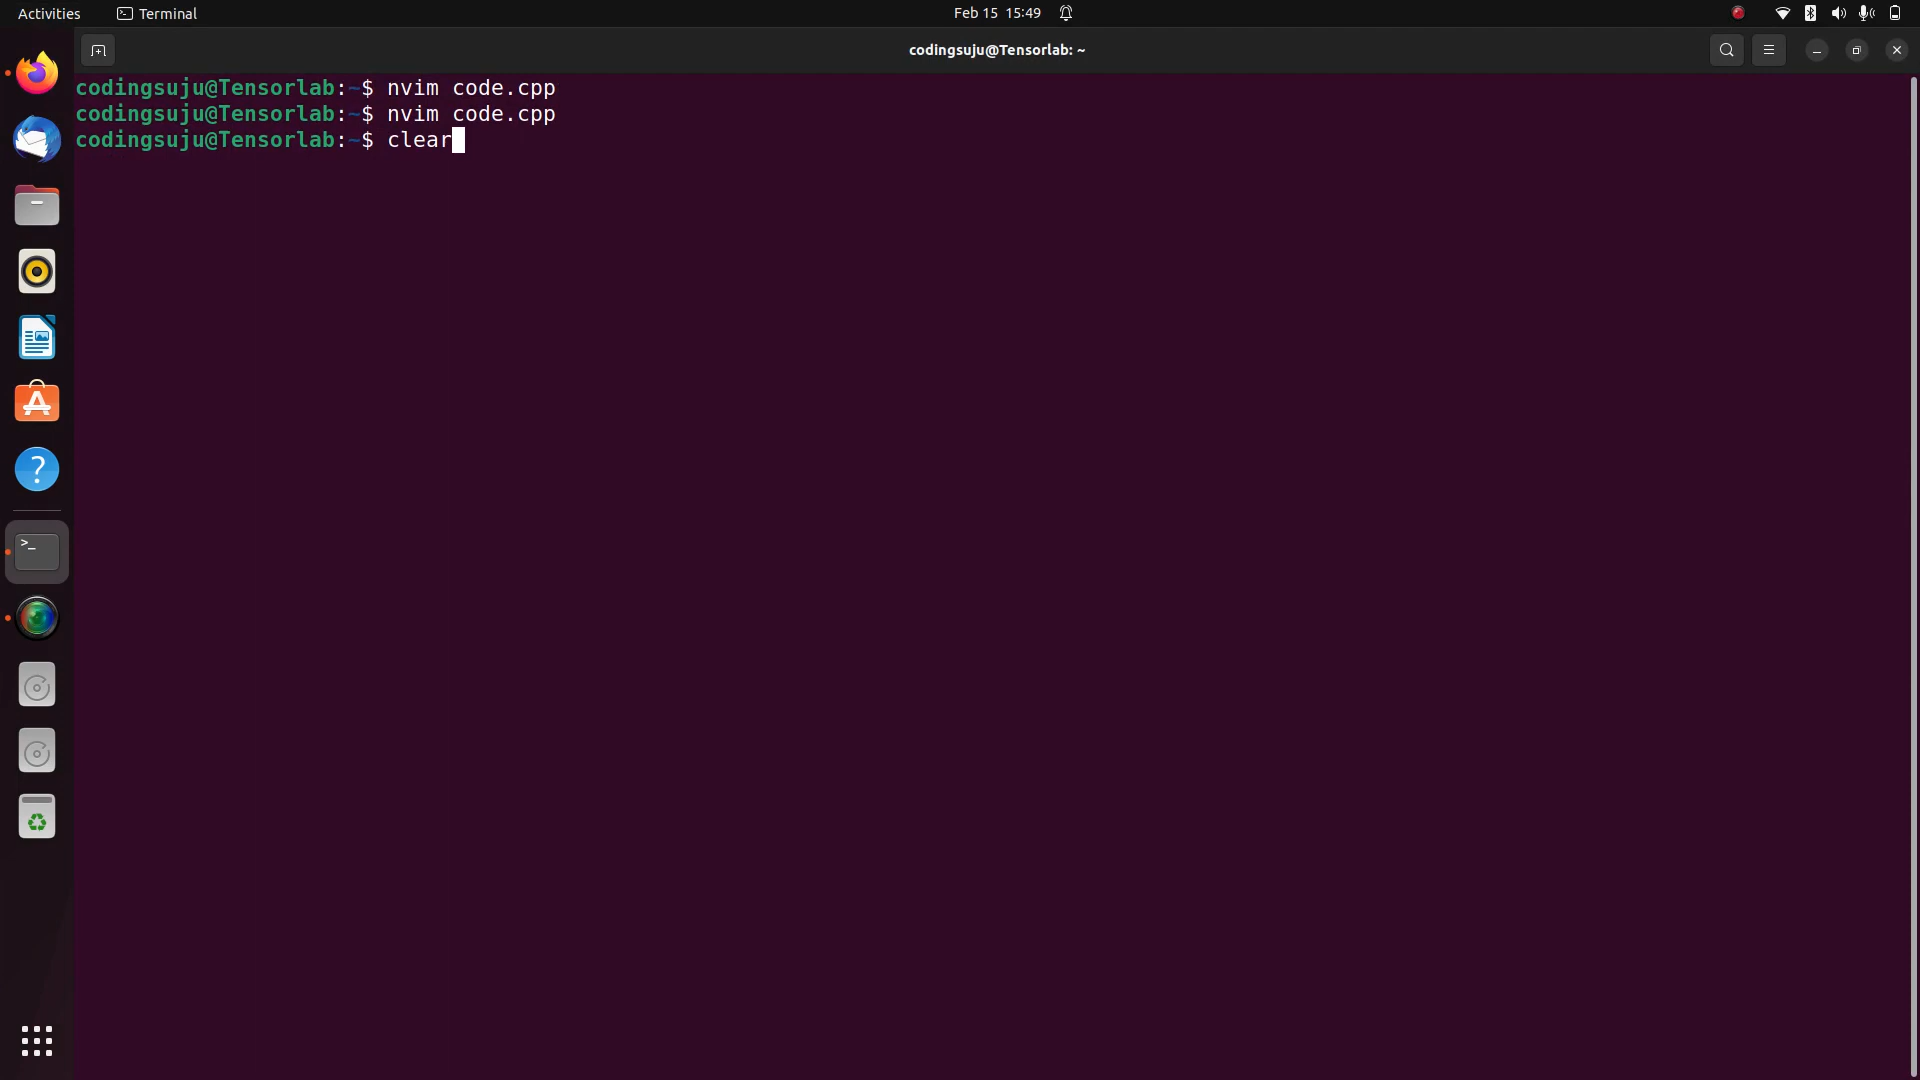 Activities Terminal Feb 15 15:49
codingsuju@Tensorlab: ~
codingsuju@Tensorlab:~$ nvim code.cpp
codingsuju@Tensorlab:~$ nvim code.cpp
codingsuju@Tensorlab:~$ clear